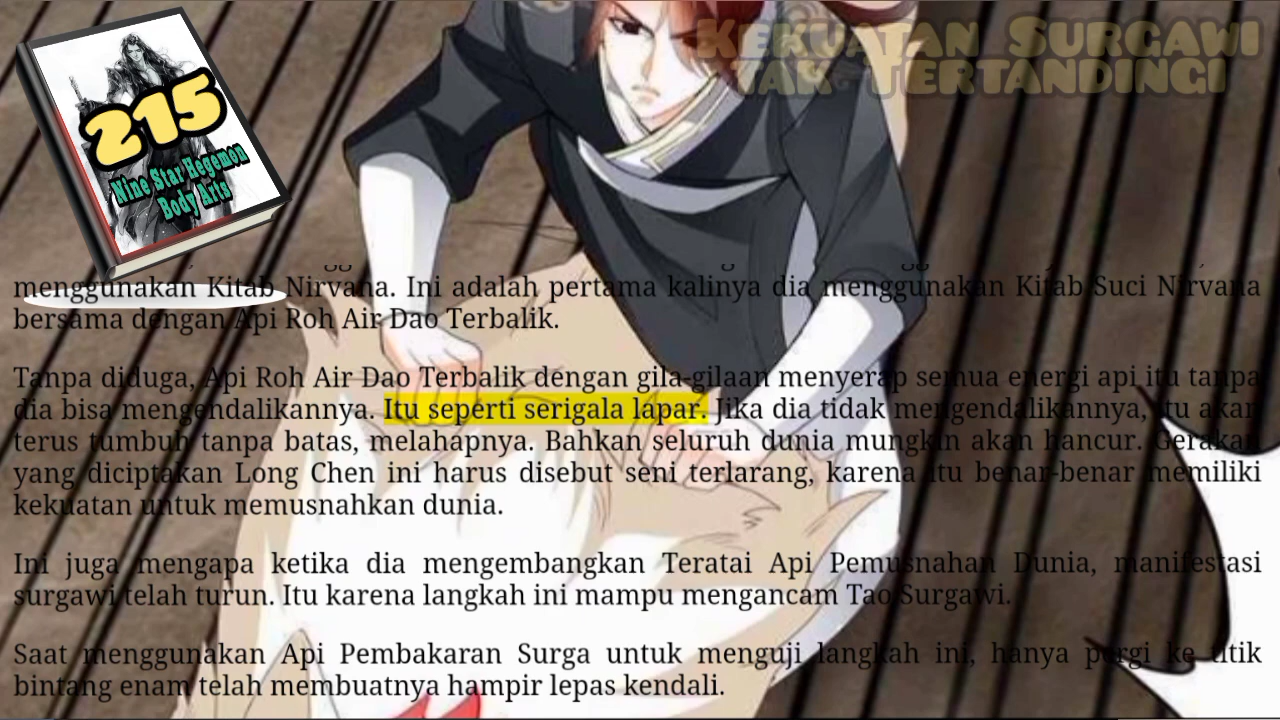 215
Nine Star Hegemon
Body Arts
Kekuatan Surgawi
Tak Tertandingi
menggunakan Kitab Nirvana. Ini adalah pertama kalinya dia menggunakan Kitab Suci Nirvana
bersama dengan Api Roh Air Dao Terbalik.
Tanpa diduga, Api Roh Air Dao Terbalik dengan gila-gilaan menyerap semua energi api itu tanpa
dia bisa mengendalikannya. Itu seperti serigala lapar. Jika dia tidak mengendalikannya, itu akan
terus tumbuh tanpa batas, melahapnya. Bahkan seluruh dunia mungkin akan hancur. Gerakan
yang diciptakan Long Chen ini harus disebut seni terlarang, karena itu benar-benar memiliki
kekuatan untuk memusnahkan dunia.
Ini juga mengapa ketika dia mengembangkan Teratai Api Pemusnahan Dunia, manifestasi
surgawi telah turun. Itu karena langkah ini mampu mengancam Tao Surgawi.
Saat menggunakan Api Pembakaran Surga untuk menguji langkah ini, hanya pergi ke titik
bintang enam telah membuatnya hampir lepas kendali.